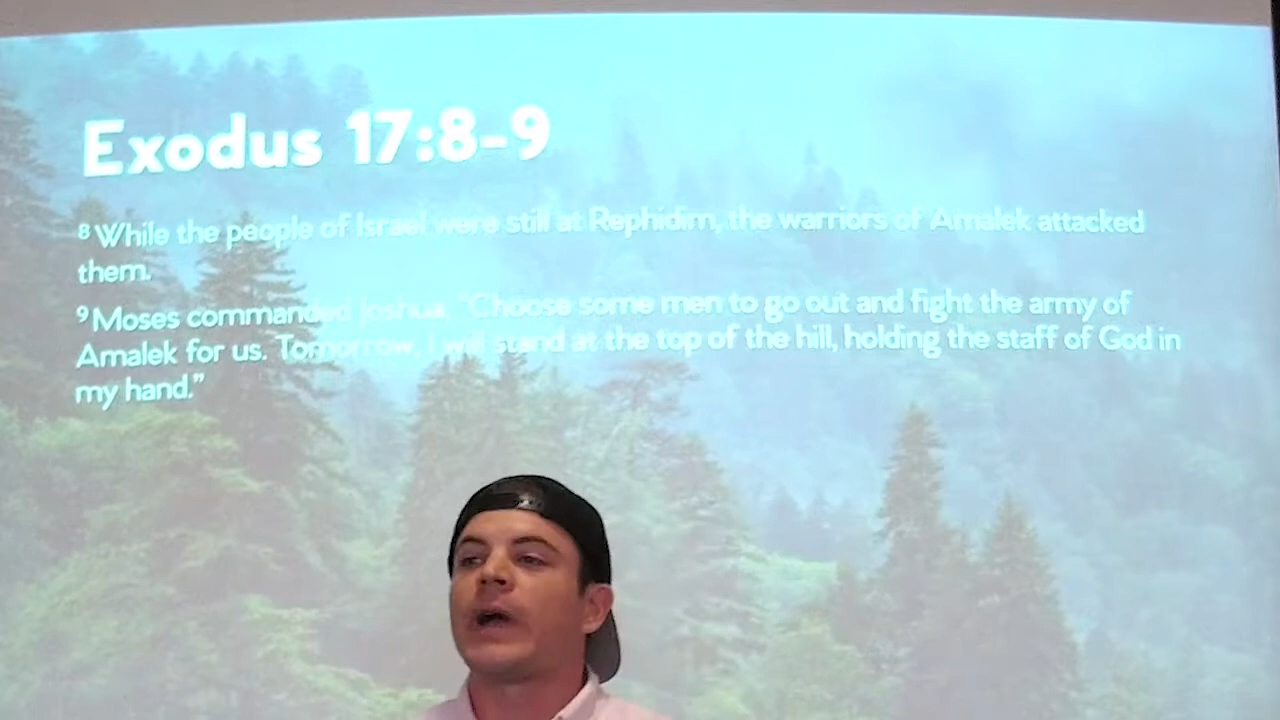 Exodus 17:8-9
8 While the people of Israel were still at Rephidim, the warriors of Amalek attacked
them.
9 Moses commanded Joshua, "Choose some men to go out and fight the army of
Amalek for us. Tomorrow, I will stand at the top of the hill, holding the staff of God in
my hand."